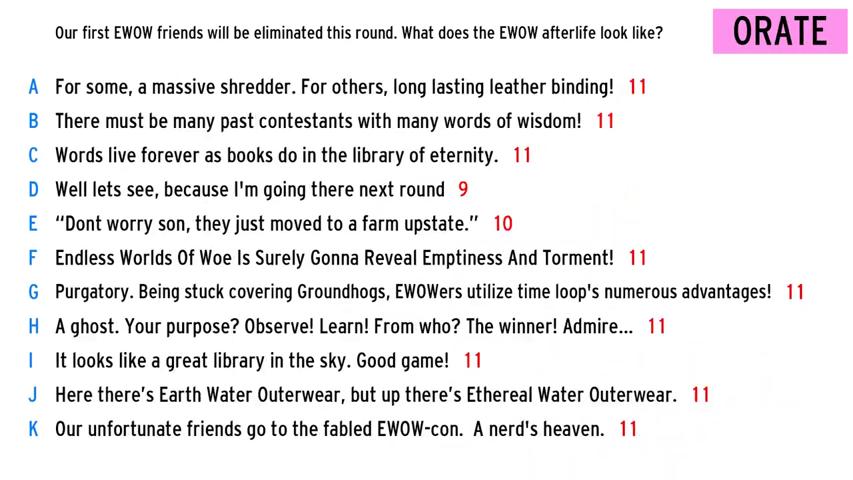 Our first EWOW friends will be eliminated this round. What does the EWOW afterlife look like?
ORATE
A For some, a massive shredder. For others, long lasting leather binding! 11
B There must be many past contestants with many words of wisdom! 11
C Words live forever as books do in the library of eternity. 11
D Well lets see, because I'm going there next round 9
E “Dont worry son, they just moved to a farm upstate.” 10
F Endless Worlds Of Woe Is Surely Gonna Reveal Emptiness And Torment! 11
G Purgatory. Being stuck covering Groundhogs, EWOWers utilize time loop's numerous advantages! 11
H A ghost. Your purpose? Observe! Learn! From who? The winner! Admire... 11
I It looks like a great library in the sky. Good game! 11
J Here there’s Earth Water Outerwear, but up there’s Ethereal Water Outerwear. 11
K Our unfortunate friends go to the fabled EWOW-con.  A nerd's heaven. 11